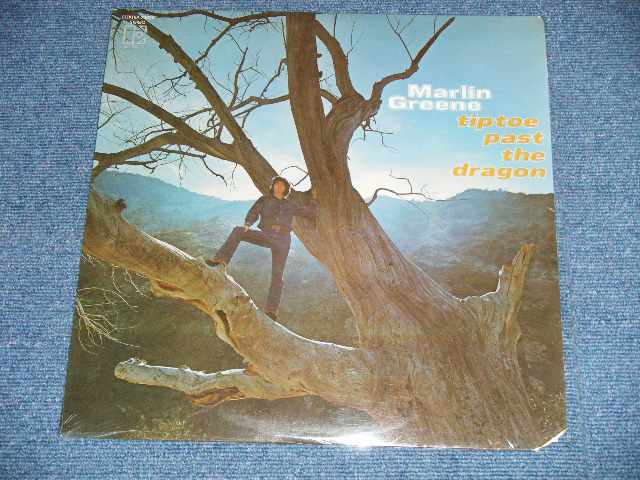 Marlin
Greene
tiptoe
past
the
dragon